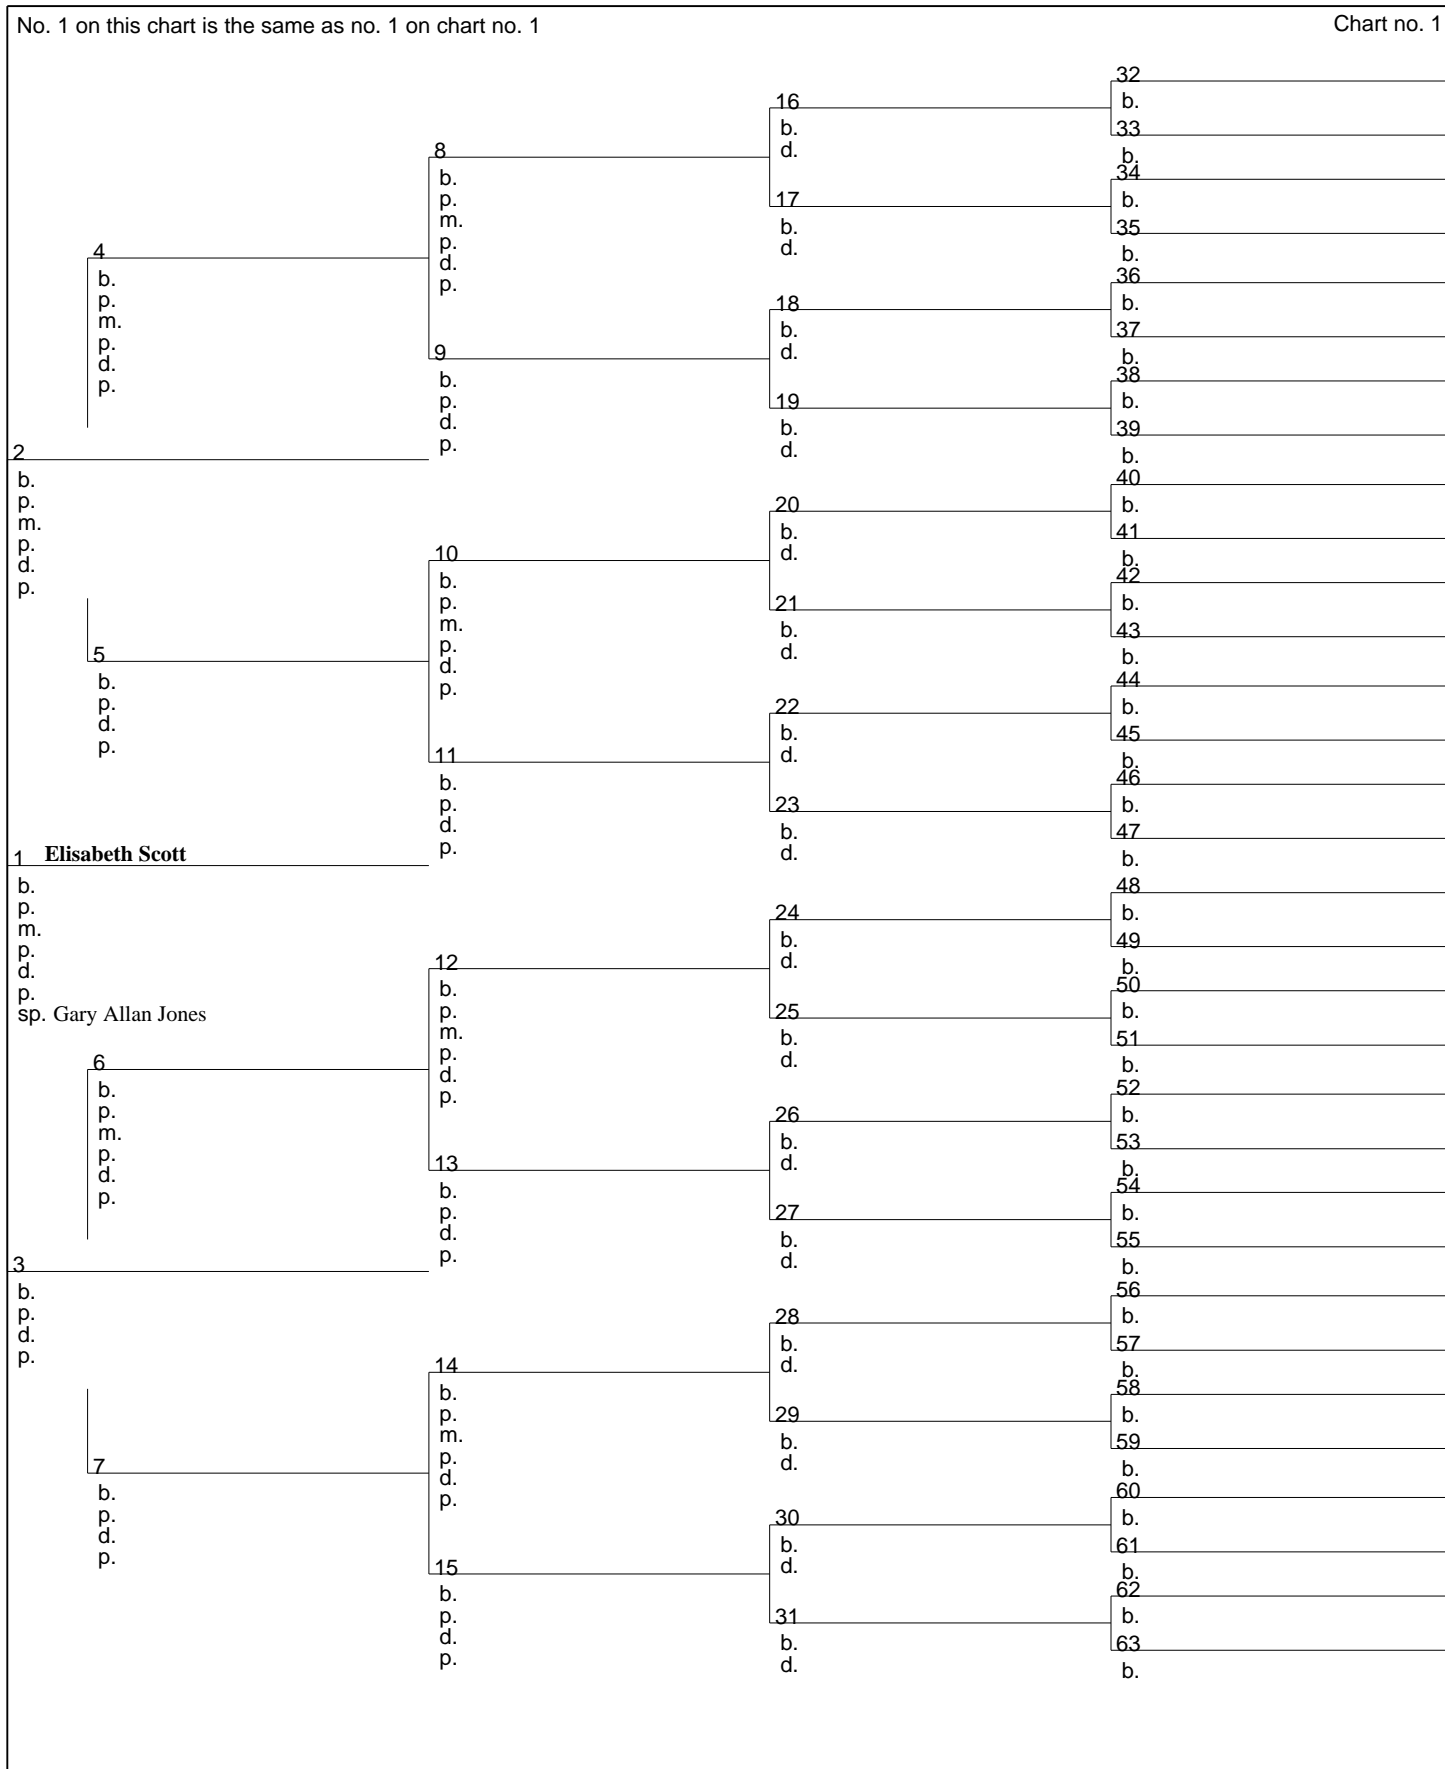 No. 1 on this chart is the same as no. 1 on chart no. 1
Chart no. 1
2
b.
p.
m.
p.
d.
p.
1 Elisabeth Scott
b.
p.
m.
p.
d.
p.
sp. Gary Allan Jones
3
b.
p.
d.
p.
4
b.
p.
m.
p.
d.
p.
5
b.
p.
d.
p.
6
b.
p.
m.
p.
d.
p.
7
b.
p.
d.
p.
8
b.
p.
m.
p.
d.
p.
9
b.
p.
d.
p.
10
b.
p.
m.
p.
d.
p.
11
b.
p.
d.
p.
12
b.
p.
m.
p.
d.
p.
13
b.
p.
d.
p.
14
b.
p.
m.
p.
d.
p.
15
b.
p.
d.
p.
16
b.
d.
17
b.
d.
18
b.
d.
19
b.
d.
20
b.
d.
21
b.
d.
22
b.
d.
23
b.
d.
24
b.
d.
25
b.
d.
26
b.
d.
27
b.
d.
28
b.
d.
29
b.
d.
30
b.
d.
31
b.
d.
32
b.
33
b.
34
b.
35
b.
36
b.
37
b.
38
b.
39
b.
40
b.
41
b.
42
b.
43
b.
44
b.
45
b.
46
b.
47
b.
48
b.
49
b.
50
b.
51
b.
52
b.
53
b.
54
b.
55
b.
56
b.
57
b.
58
b.
59
b.
60
b.
61
b.
62
b.
63
b.